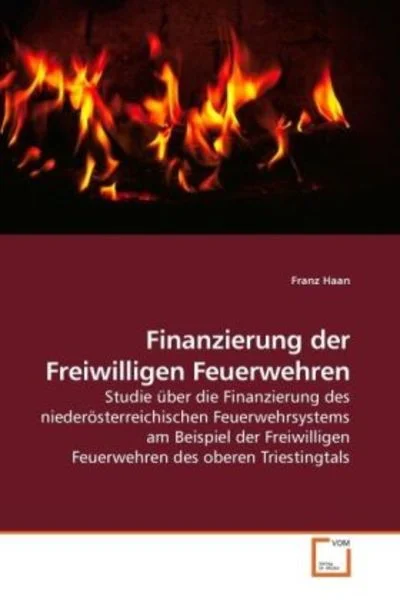 Franz Haan
Finanzierung der
Freiwilligen Feuerwehren
Studie über die Finanzierung des
niederösterreichischen Feuerwehrsystems
am Beispiel der Freiwilligen
Feuerwehren des oberen Triestingtals
VDM